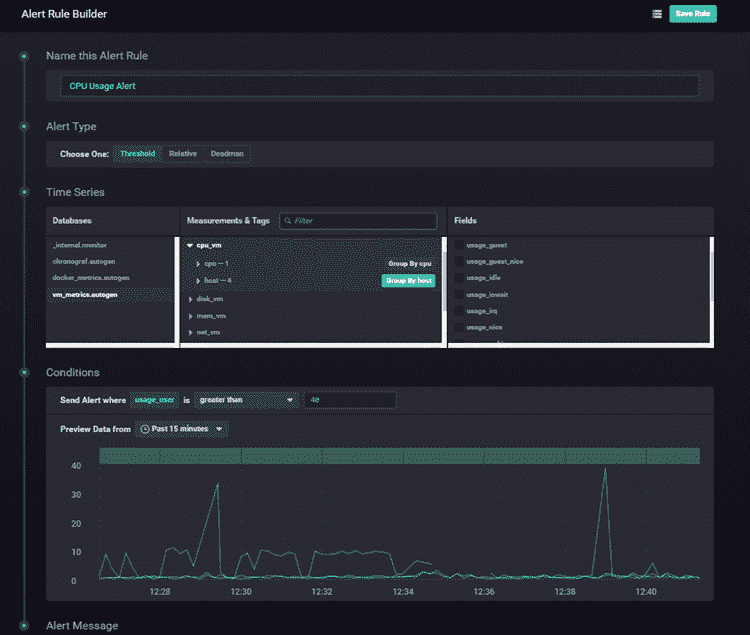 Alert Rule Builder
Save Rule
Name this Alert Rule
CPU Usage Alert
Alert Type
Choose One: Threshold Relative Deadman
Time Series
Databases
Measurements & Tags
Filter
Fields
_internal.monitor
chronograf.autogen
docker_metrics.autogen
vm_metrics.autogen
cpu_vm
cpu — 1
Group By cpu
host — 4
Group By host
disk_vm
mem_vm
net_vm
usage_guest
usage_guest_nice
usage_idle
usage_iowait
usage_irq
usage_nice
Conditions
Send Alert where usage_user is greater than 40
Preview Data from Past 15 minutes
40
30
20
10
0
12:28 12:30 12:32 12:34 12:36 12:38 12:40
Alert Message